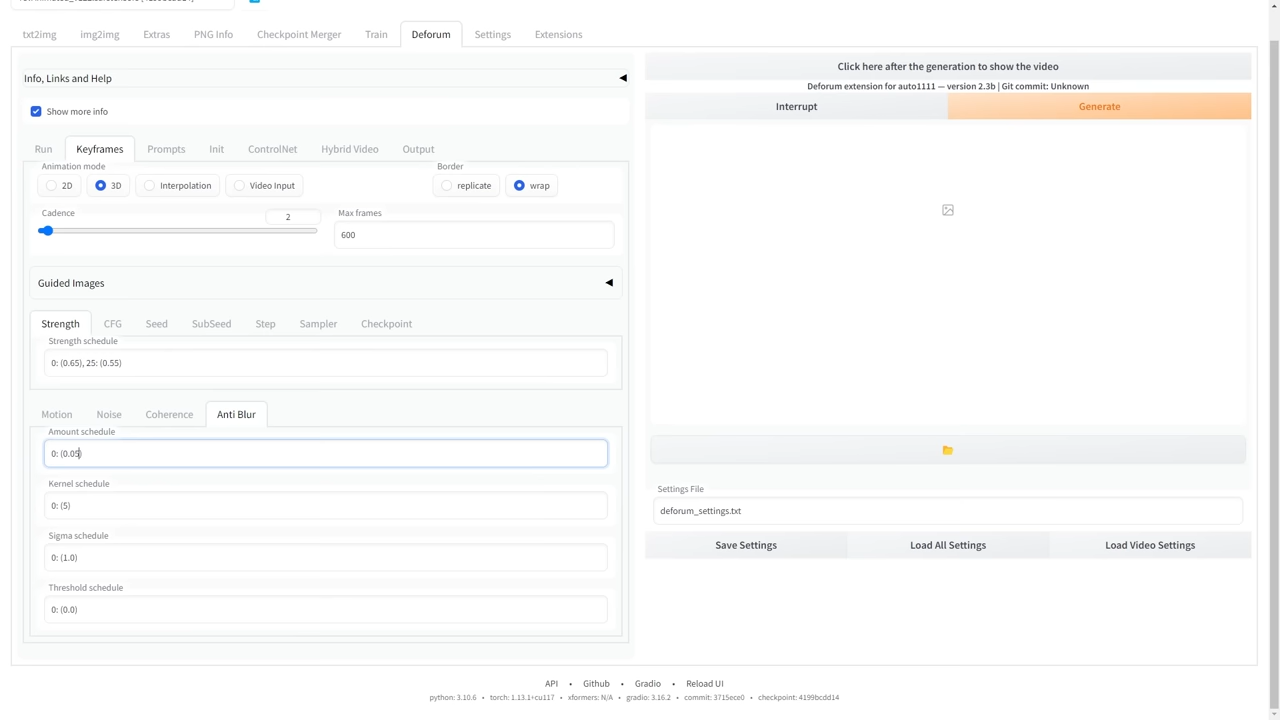 txt2img img2img Extras PNG Info Checkpoint Merger Train Deforum Settings Extensions
Info, Links and Help
Show more info
Run Keyframes Prompts Init ControlNet Hybrid Video Output
Animation mode
2D 3D Interpolation Video Input
Border
replicate wrap
Cadence
2
Max frames
600
Guided Images
Strength CFG Seed SubSeed Step Sampler Checkpoint
Strength schedule
0: (0.65), 25: (0.55)
Motion Noise Coherence Anti Blur
Amount schedule
0: (0.05)
Kernel schedule
0: (5)
Sigma schedule
0: (1.0)
Threshold schedule
0: (0.0)
Click here after the generation to show the video
Deforum extension for auto1111 — version 2.3b | Git commit: Unknown
Interrupt Generate
Settings File
deforum_settings.txt
Save Settings Load All Settings Load Video Settings
API • Github • Gradio • Reload UI
python: 3.10.6 • torch: 1.13.1+cu117 • xformers: N/A • gradio: 3.16.2 • commit: 3715ece0 • checkpoint: 4199bcdd14